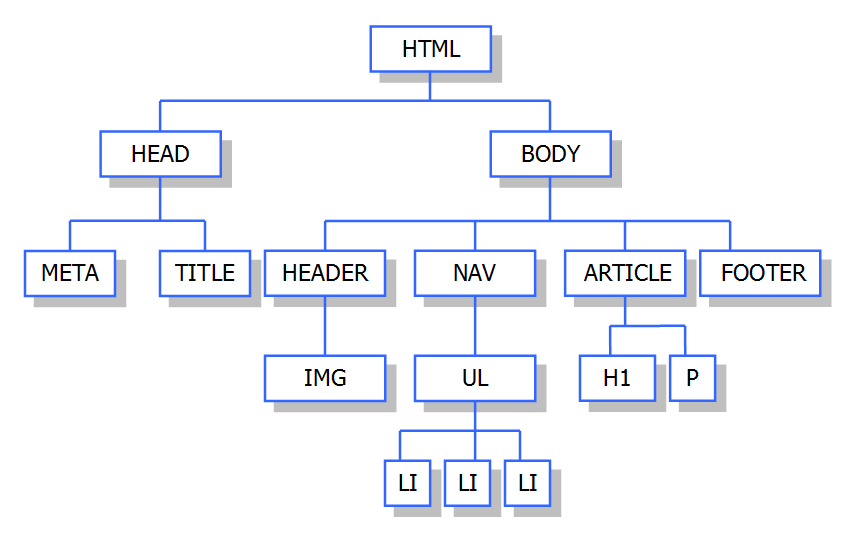 HTML
HEAD BODY
META TITLE HEADER NAV ARTICLE FOOTER
IMG UL H1 P
LI LI LI